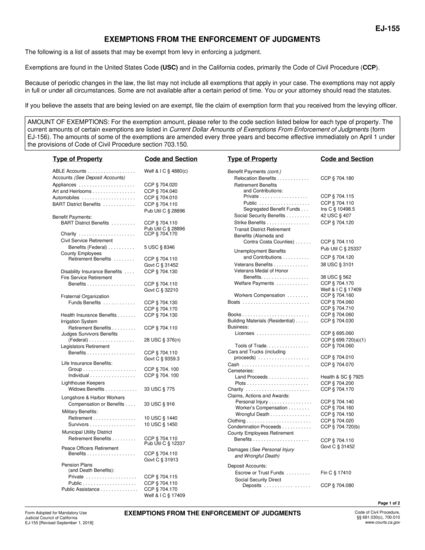 EJ-155
EXEMPTIONS FROM THE ENFORCEMENT OF JUDGMENTS
The following is a list of assets that may be exempt from levy in enforcing a judgment.
Exemptions are found in the United States Code (USC) and in the California codes, primarily the Code of Civil Procedure (CCP).
Because of periodic changes in the law, the list may not include all exemptions that apply in your case. The exemptions may not apply
in full or under all circumstances. Some are not available after a certain period of time. You or your attorney should read the statutes.
If you believe the assets that are being levied on are exempt, file the claim of exemption form that you received from the levying officer.
AMOUNT OF EXEMPTIONS: For the exemption amount, please refer to the code section listed below for each type of property. The
current amounts of certain exemptions are listed in Current Dollar Amounts of Exemptions From Enforcement of Judgments (form
EJ-156). The amounts of some of the exemptions are amended every three years and become effective immediately on April 1 under
the provisions of Code of Civil Procedure section 703.150.
Type of Property Code and Section
ABLE Accounts . . . . . . . . . . . . . . . Welf & I C § 4880(c)
Accounts (See Deposit Accounts)
Appliances . . . . . . . . . . . . . . . . . . CCP § 704.020
Art and Heirlooms . . . . . . . . . . . . . CCP § 704.040
Automobiles . . . . . . . . . . . . . . . . . CCP § 704.010
BART District Benefits . . . . . . . . . . CCP § 704.110
Pub Util C § 28896
Benefit Payments:
BART District Benefits . . . . . . . . CCP § 704.110
Pub Util C § 28896
Charity . . . . . . . . . . . . . . . . . . CCP § 704.170
Civil Service Retirement
Benefits (Federal) . . . . . . . . . 5 USC § 8346
County Employees
Retirement Benefits . . . . . . . CCP § 704.110
Govt C § 31452
Disability Insurance Benefits . . . CCP § 704.130
Fire Service Retirement
Benefits . . . . . . . . . . . . . . . . CCP § 704.110
Govt C § 32210
Fraternal Organization
Funds Benefits . . . . . . . . . . CCP § 704.130
CCP § 704.170
Health Insurance Benefits . . . . . CCP § 704.130
Irrigation System
Retirement Benefits . . . . . . . CCP § 704.110
Judges Survivors Benefits
(Federal) . . . . . . . . . . . . . . . 28 USC § 376(n)
Legislators Retirement
Benefits . . . . . . . . . . . . . . . . CCP § 704.110
Govt C § 9359.3
Life Insurance Benefits:
Group . . . . . . . . . . . . . . . . CCP § 704.100
Individual . . . . . . . . . . . . . . CCP § 704.100
Lighthouse Keepers
Widows Benefits . . . . . . . . . 33 USC § 775
Longshore & Harbor Workers
Compensation or Benefits . . . 33 USC § 916
Military Benefits:
Retirement . . . . . . . . . . . . . . 10 USC § 1440
Survivors . . . . . . . . . . . . . . . 10 USC § 1450
Municipal Utility District
Retirement Benefits . . . . . . . CCP § 704.110
Pub Util C § 12337
Peace Officers Retirement
Benefits . . . . . . . . . . . . . . . CCP § 704.110
Govt C § 31913
Pension Plans
(and Death Benefits):
Private . . . . . . . . . . . . . . . . CCP § 704.115
Public . . . . . . . . . . . . . . . . . CCP § 704.110
Public Assistance . . . . . . . . . . . . CCP § 704.170
Welf & I C § 17409
Type of Property Code and Section
Benefit Payments (cont.)
Relocation Benefits . . . . . . . . . . CCP § 704.180
Retirement Benefits
and Contributions:
Private . . . . . . . . . . . . . . . . CCP § 704.115
Public . . . . . . . . . . . . . . . . CCP § 704.110
Segregated Benefit Funds . . . Ins C § 10498.5
Social Security Benefits . . . . . . . 42 USC § 407
Strike Benefits . . . . . . . . . . . . . CCP § 704.120
Transit District Retirement
Benefits (Alameda and
Contra Costa Counties) . . . . . CCP § 704.110
Pub Util C § 25337
Unemployment Benefits
and Contributions . . . . . . . . . CCP § 704.120
Veterans Benefits . . . . . . . . . . . 38 USC § 5301
Veterans Medal of Honor
Benefits . . . . . . . . . . . . . . . . 38 USC § 562
Welfare Payments . . . . . . . . . . CCP § 704.170
Welf & I C § 17409
Workers Compensation . . . . . . . CCP § 704.160
Boats . . . . . . . . . . . . . . . . . . . . . CCP § 704.060
CCP § 704.710
Books . . . . . . . . . . . . . . . . . . . . . CCP § 704.060
Building Materials (Residential) . . . . . CCP § 704.030
Business:
Licenses . . . . . . . . . . . . . . . . . CCP § 695.060
CCP § 699.720(a)(1)
Tools of Trade . . . . . . . . . . . . . CCP § 704.060
Cars and Trucks (including
proceeds) . . . . . . . . . . . . . . . . CCP § 704.010
Cash . . . . . . . . . . . . . . . . . . . . . CCP § 704.070
Cemeteries:
Land Proceeds . . . . . . . . . . . . . Health & SC § 7925
Plots . . . . . . . . . . . . . . . . . . . . CCP § 704.200
Charity . . . . . . . . . . . . . . . . . . . . CCP § 704.170
Claims, Actions and Awards:
Personal Injury . . . . . . . . . . . . . CCP § 704.140
Worker's Compensation . . . . . . . CCP § 704.160
Wrongful Death . . . . . . . . . . . . . CCP § 704.150
Clothing . . . . . . . . . . . . . . . . . . . CCP § 704.020
Condemnation Proceeds . . . . . . . . CCP § 704.720(b)
County Employees Retirement
Benefits . . . . . . . . . . . . . . . . . . CCP § 704.110
Govt C § 31452
Damages (See Personal Injury
and Wrongful Death)
Deposit Accounts:
Escrow or Trust Funds . . . . . . . . Fin C § 17410
Social Security Direct
Deposits . . . . . . . . . . . . . . . CCP § 704.080
Page 1 of 2
Form Adopted for Mandatory Use
Judicial Council of California
EJ-155 [Revised September 1, 2018]
EXEMPTIONS FROM THE ENFORCEMENT OF JUDGMENTS
Code of Civil Procedure,
§§ 681.030(c), 700.010
www.courts.ca.gov